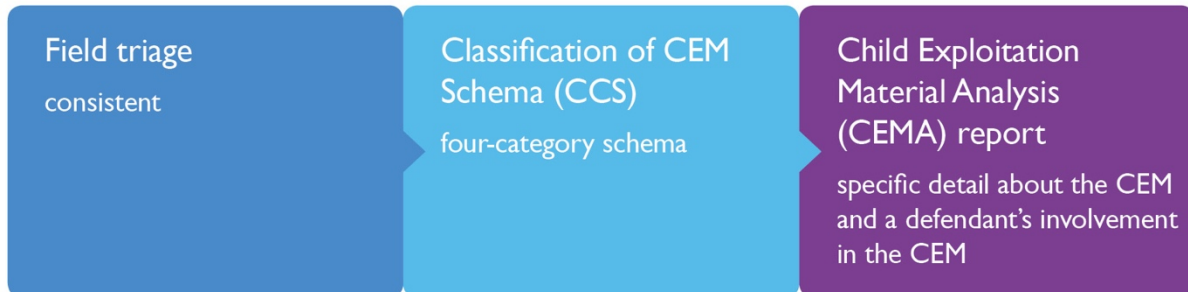 Field triage
consistent
Classification of CEM
Schema (CCS)
four-category schema
Child Exploitation
Material Analysis
(CEMA) report
specific detail about the CEM
and a defendant’s involvement
in the CEM